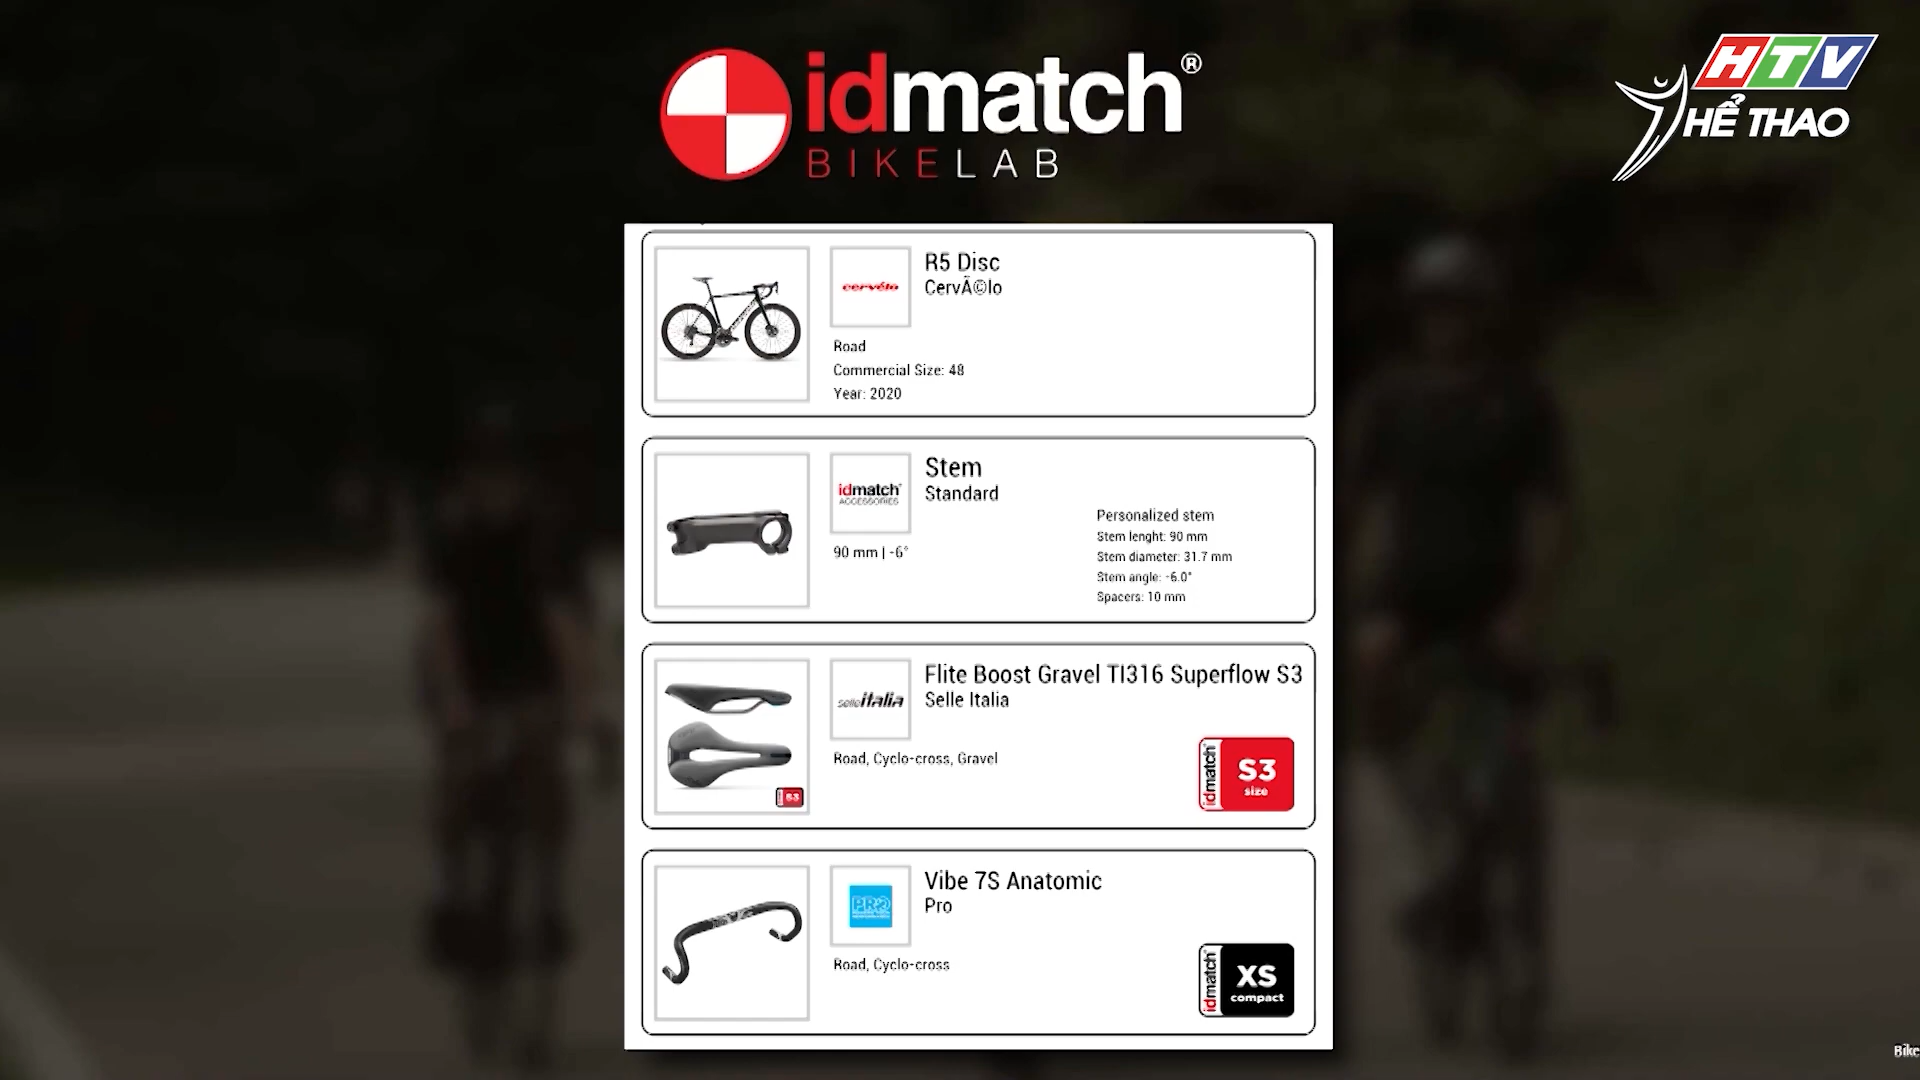 idmatch®
BIKELAB
HTV
THỂ THAO
R5 Disc
cervélo
CervÃ©lo
Road
Commercial Size: 48
Year: 2020
Stem
idmatch
ACCESSORIES
Standard
90 mm | -6°
Personalized stem
Stem lenght: 90 mm
Stem diameter: 31.7 mm
Stem angle: -6.0°
Spacers: 10 mm
Flite Boost Gravel TI316 Superflow S3
selle italia
Selle Italia
Road, Cyclo-cross, Gravel
S3
idmatch
S3
size
Vibe 7S Anatomic
PRO
Pro
Road, Cyclo-cross
idmatch
XS
compact
Bike